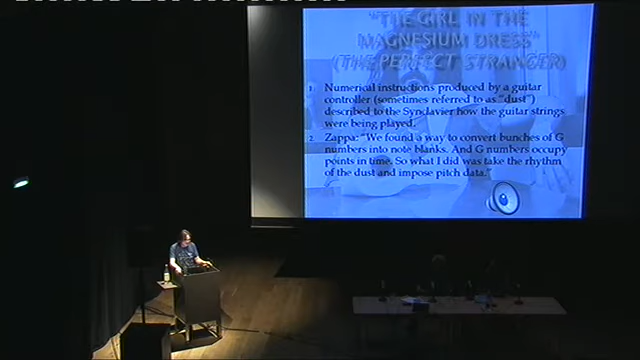 "THE GIRL IN THE
MAGNESIUM DRESS"
(THE PERFECT STRANGER)
1. Numerical instructions produced by a guitar
controller (sometimes referred to as "dust")
described to the Synclavier how the guitar strings
were being played.
2. Zappa: "We found a way to convert bunches of G
numbers into note blanks. And G numbers occupy
points in time. So what I did was take the rhythm
of the dust and impose pitch data."